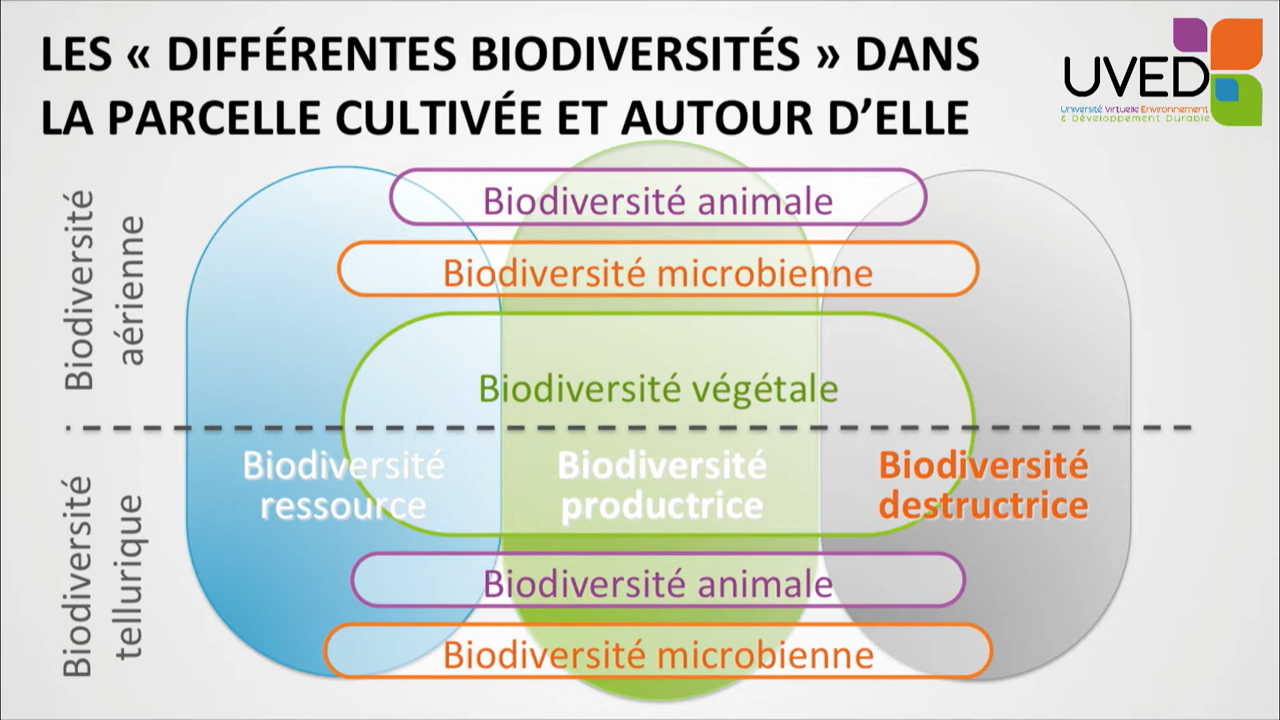 LES « DIFFÉRENTES BIODIVERSITÉS » DANS
LA PARCELLE CULTIVÉE ET AUTOUR D’ELLE
UVED
Université Virtuelle Environnement
& Développement Durable
Biodiversité
aérienne
Biodiversité animale
Biodiversité microbienne
Biodiversité végétale
Biodiversité
ressource
Biodiversité
productrice
Biodiversité
destructrice
Biodiversité
tellurique
Biodiversité animale
Biodiversité microbienne